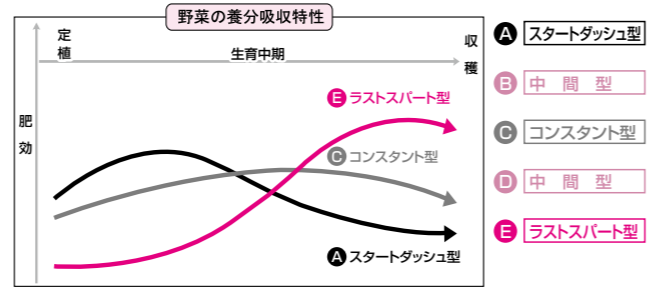 野菜の養分吸収特性
定植
生育中期
収穫
肥効
E ラストスパート型
C コンスタント型
A スタートダッシュ型
A スタートダッシュ型
B 中間型
C コンスタント型
D 中間型
E ラストスパート型